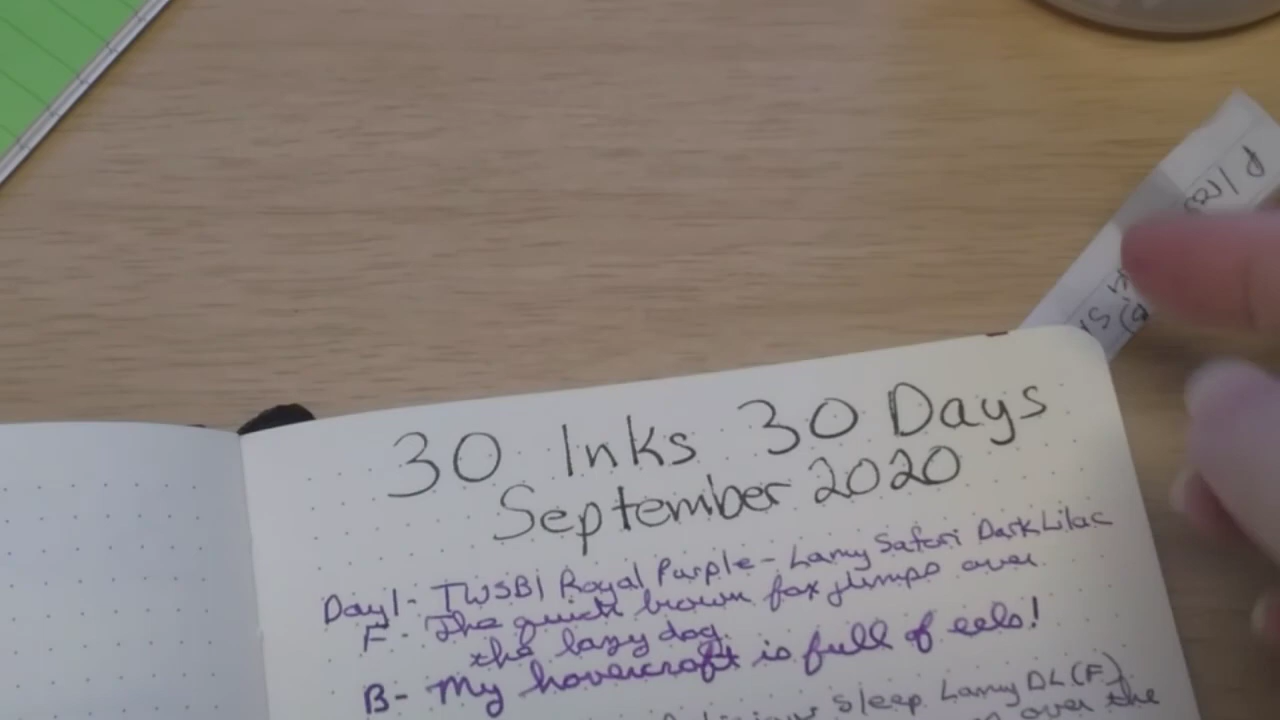 30 Inks 30 Days
September 2020
Day 1 - TWSBI Royal Purple - Lamy Safari Dark Lilac
F - The quick brown fox jumps over
the lazy dog.
B - My hovercraft is full of eels!
Sleep Lamy DL (F)
over the